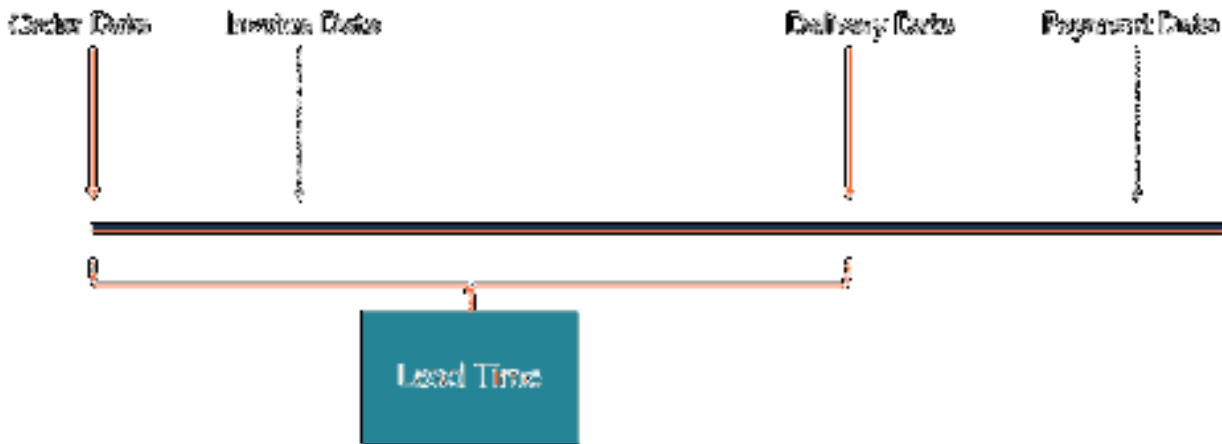 Order Date
Invoice Date
Delivery Date
Payment Date
Lead Time